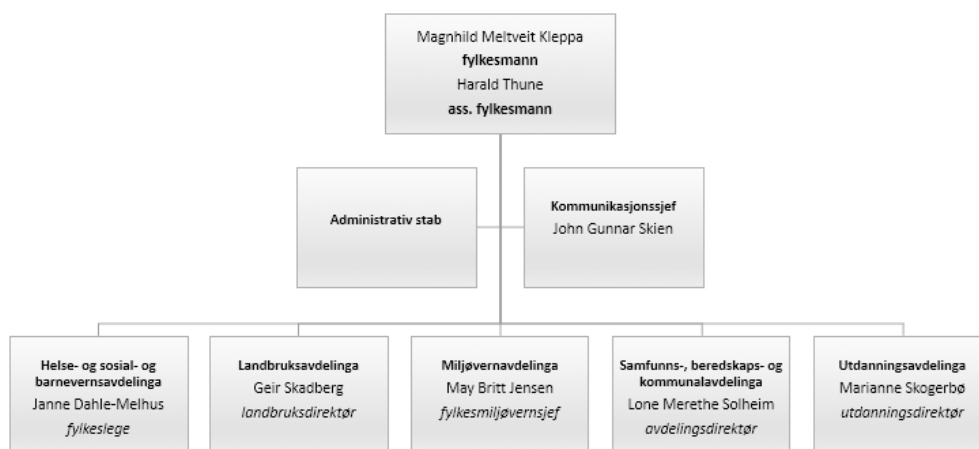 Magnhild Meltveit Kleppa
fylkesmann
Harald Thune
ass. fylkesmann
Administrativ stab
Kommunikasjonssjef
John Gunnar Skien
Helse- og sosial- og
barnevernsavdelinga
Janne Dahle-Melhus
fylkeslege
Landbruksavdelinga
Geir Skadberg
landbruksdirektør
Miljøvernavdelinga
May Britt Jensen
fylkesmiljøvernsjef
Samfunns-, beredskaps- og
kommunalavdelinga
Lone Merethe Solheim
avdelingsdirektør
Utdanningsavdelinga
Marianne Skogerbø
utdanningsdirektør